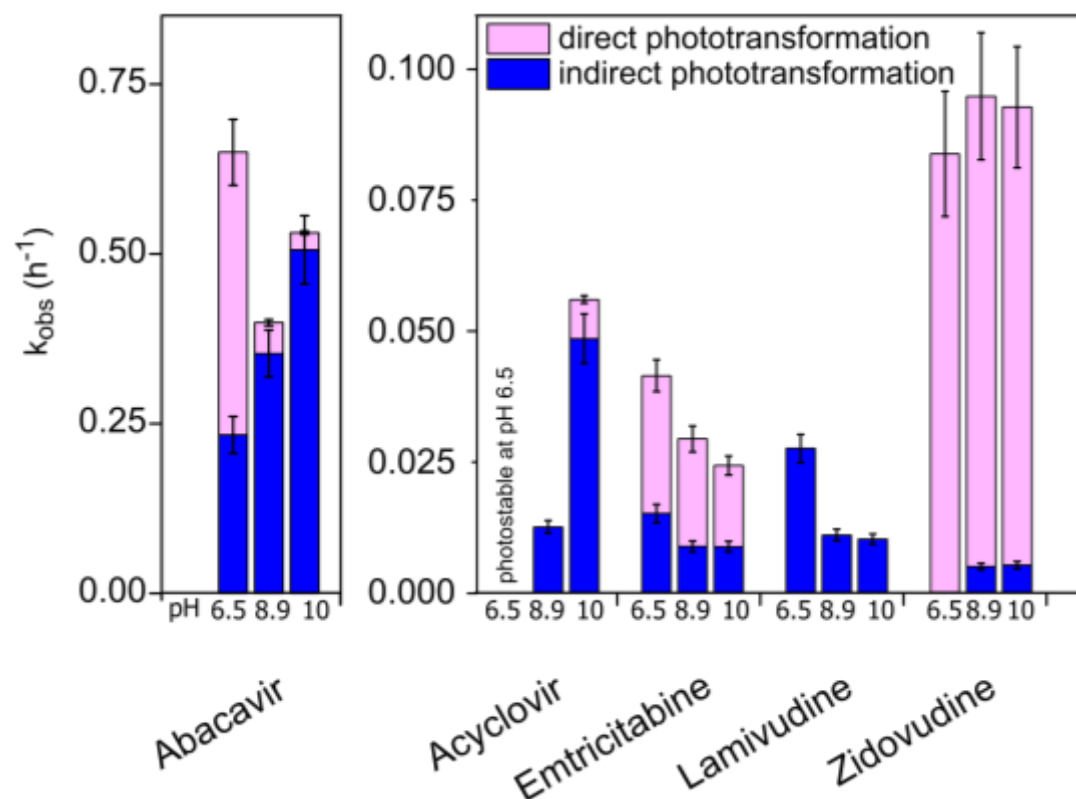 direct phototransformation
indirect phototransformation
k_obs (h⁻¹)
0.75
0.50
0.25
0.00
0.100
0.075
0.050
0.025
0.000
photostable at pH 6.5
pH 6.5 8.9 10
6.5 8.9 10 6.5 8.9 10 6.5 8.9 10 6.5 8.9 10
Abacavir
Acyclovir
Emtricitabine
Lamivudine
Zidovudine